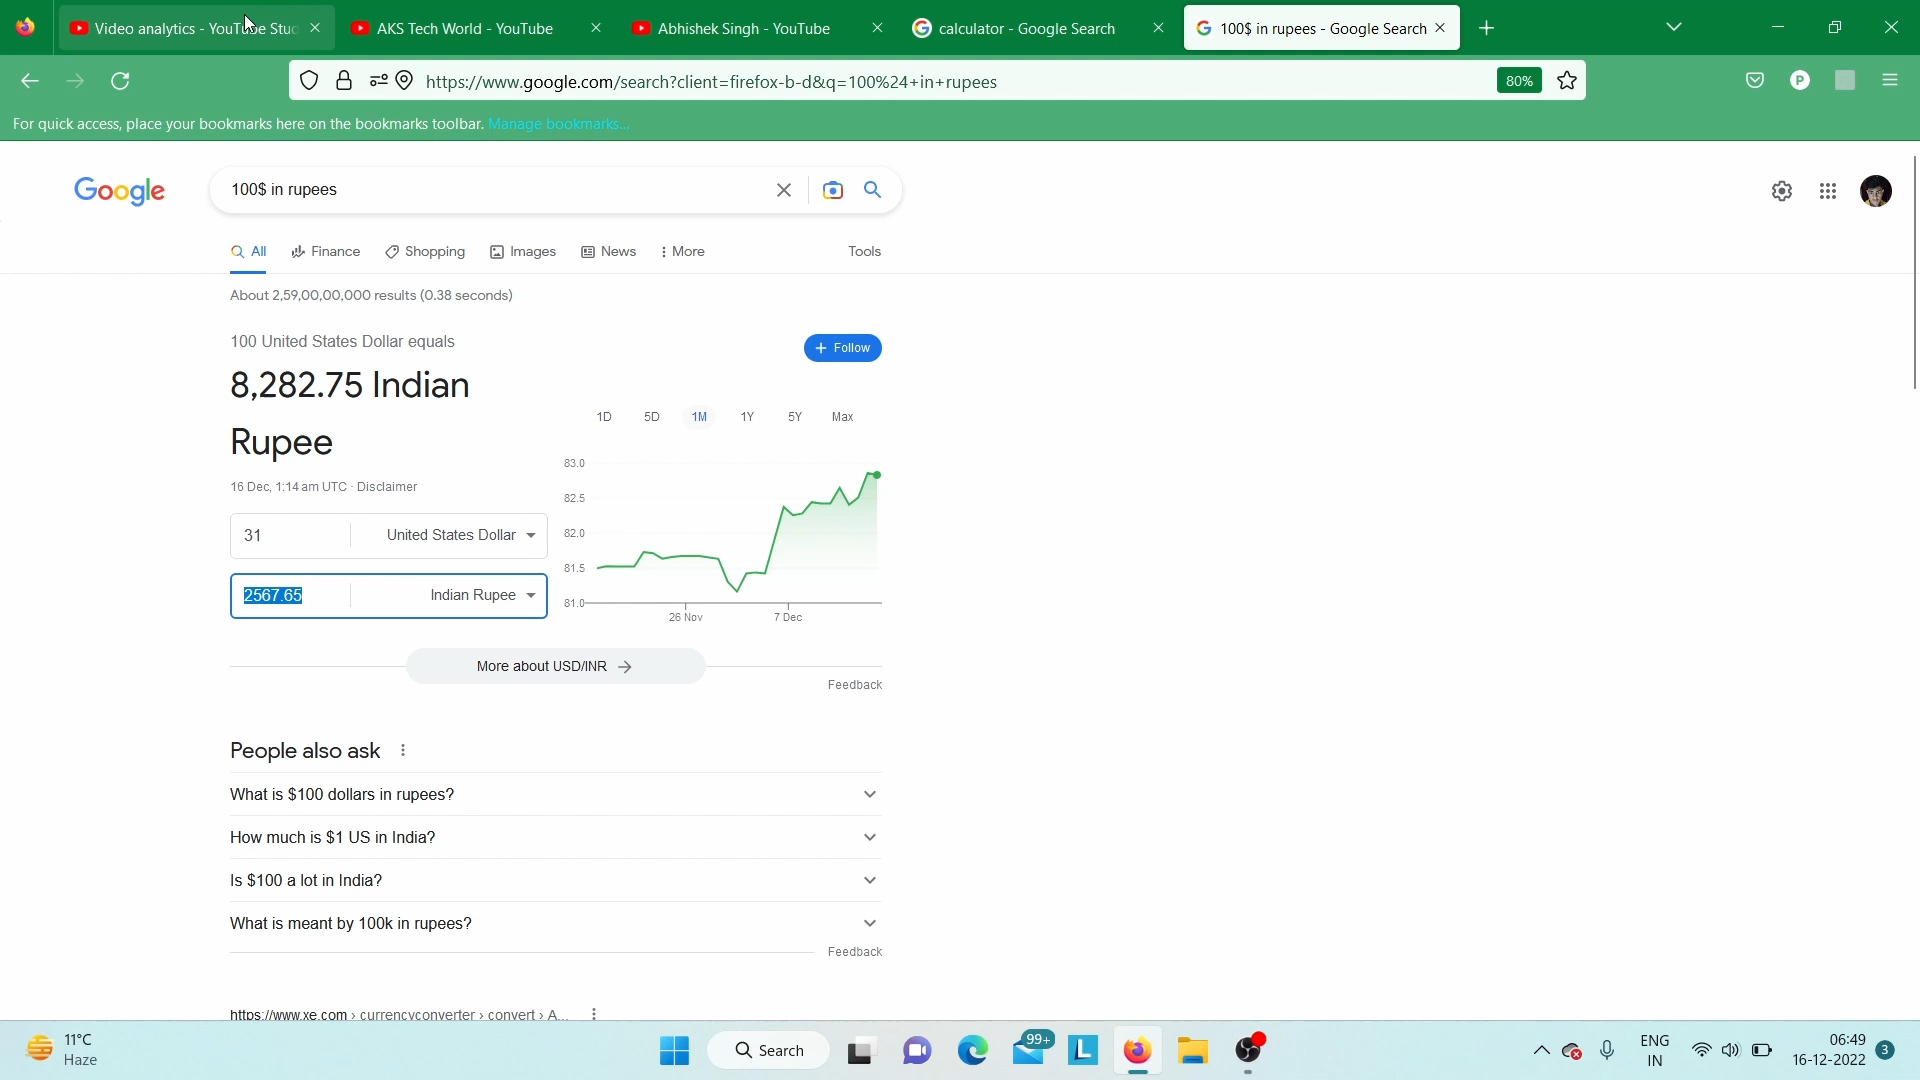 Video analytics - YouTube Stud
AKS Tech World - YouTube
Abhishek Singh - YouTube
calculator - Google Search
100$ in rupees - Google Search
https://www.google.com/search?client=firefox-b-d&q=100%24+in+rupees
80%
P
For quick access, place your bookmarks here on the bookmarks toolbar. Manage bookmarks...
Google
100$ in rupees
All
Finance
Shopping
Images
News
More
Tools
About 2,59,00,00,000 results (0.38 seconds)
100 United States Dollar equals
+ Follow
8,282.75 Indian
Rupee
1D 5D 1M 1Y 5Y Max
16 Dec, 1:14 am UTC · Disclaimer
31 United States Dollar
2567.65 Indian Rupee
83.0
82.5
82.0
81.5
81.0
26 Nov 7 Dec
More about USD/INR →
Feedback
People also ask
What is $100 dollars in rupees?
How much is $1 US in India?
Is $100 a lot in India?
What is meant by 100k in rupees?
Feedback
https://www.xe.com › currencyconverter › convert › A...
11°C
Haze
Search
99+
L
ENG
IN
06:49
16-12-2022
3